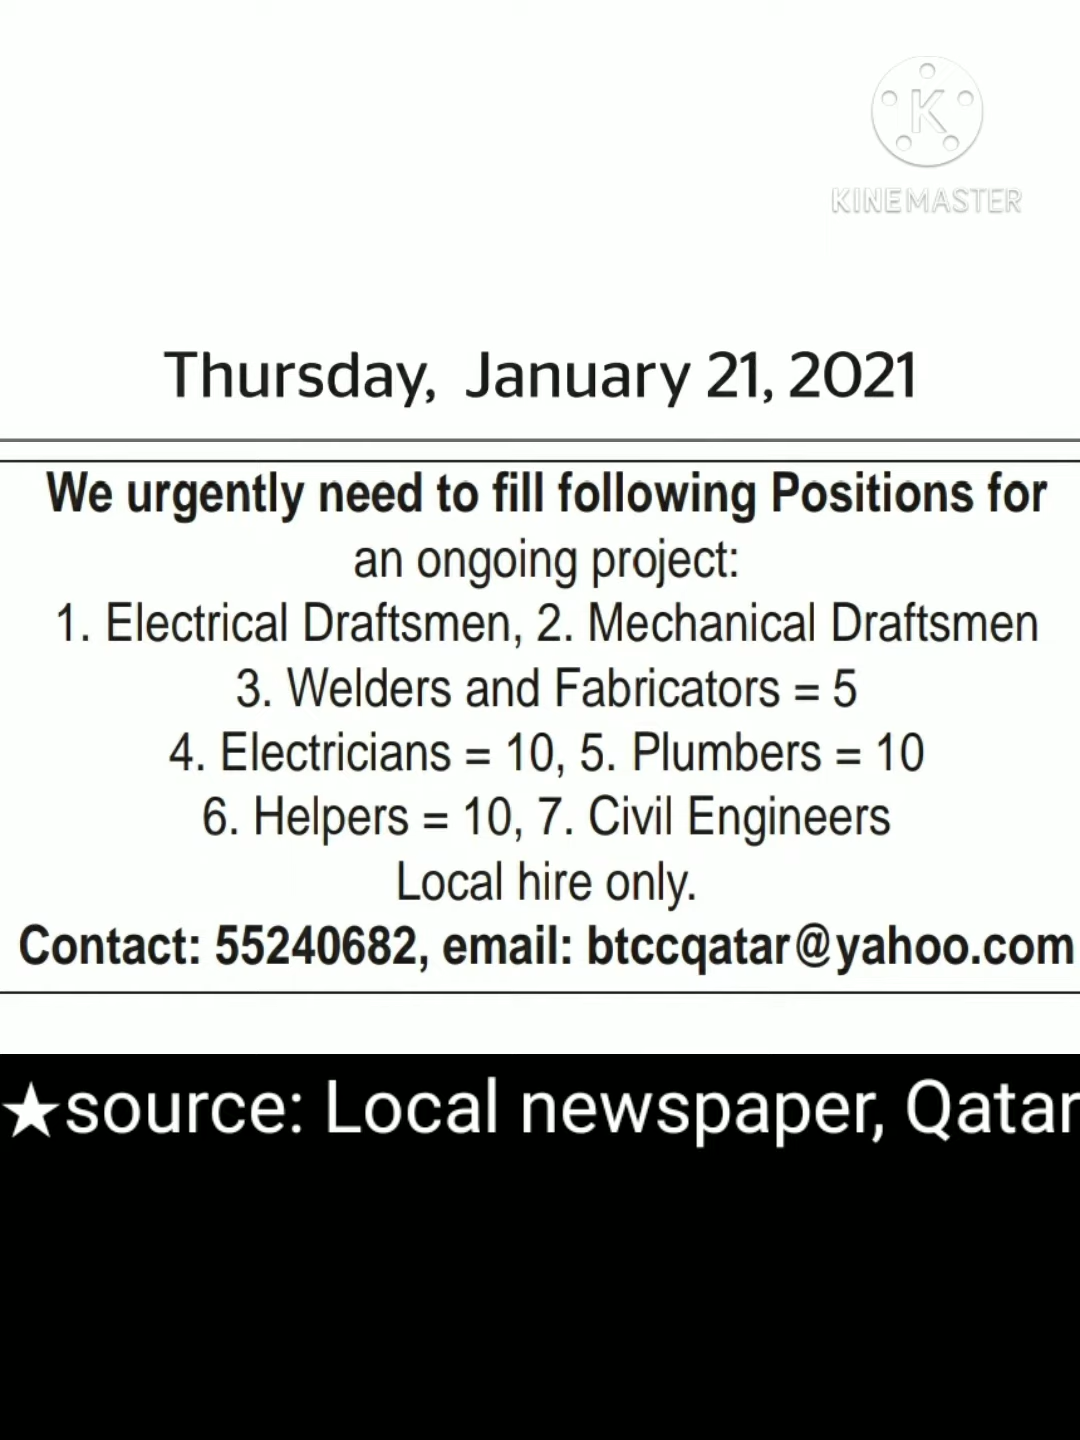 K
KINEMASTER
Thursday, January 21, 2021
We urgently need to fill following Positions for
an ongoing project:
1. Electrical Draftsmen, 2. Mechanical Draftsmen
3. Welders and Fabricators = 5
4. Electricians = 10, 5. Plumbers = 10
6. Helpers = 10, 7. Civil Engineers
Local hire only.
Contact: 55240682, email: btccqatar@yahoo.com
★source: Local newspaper, Qatar